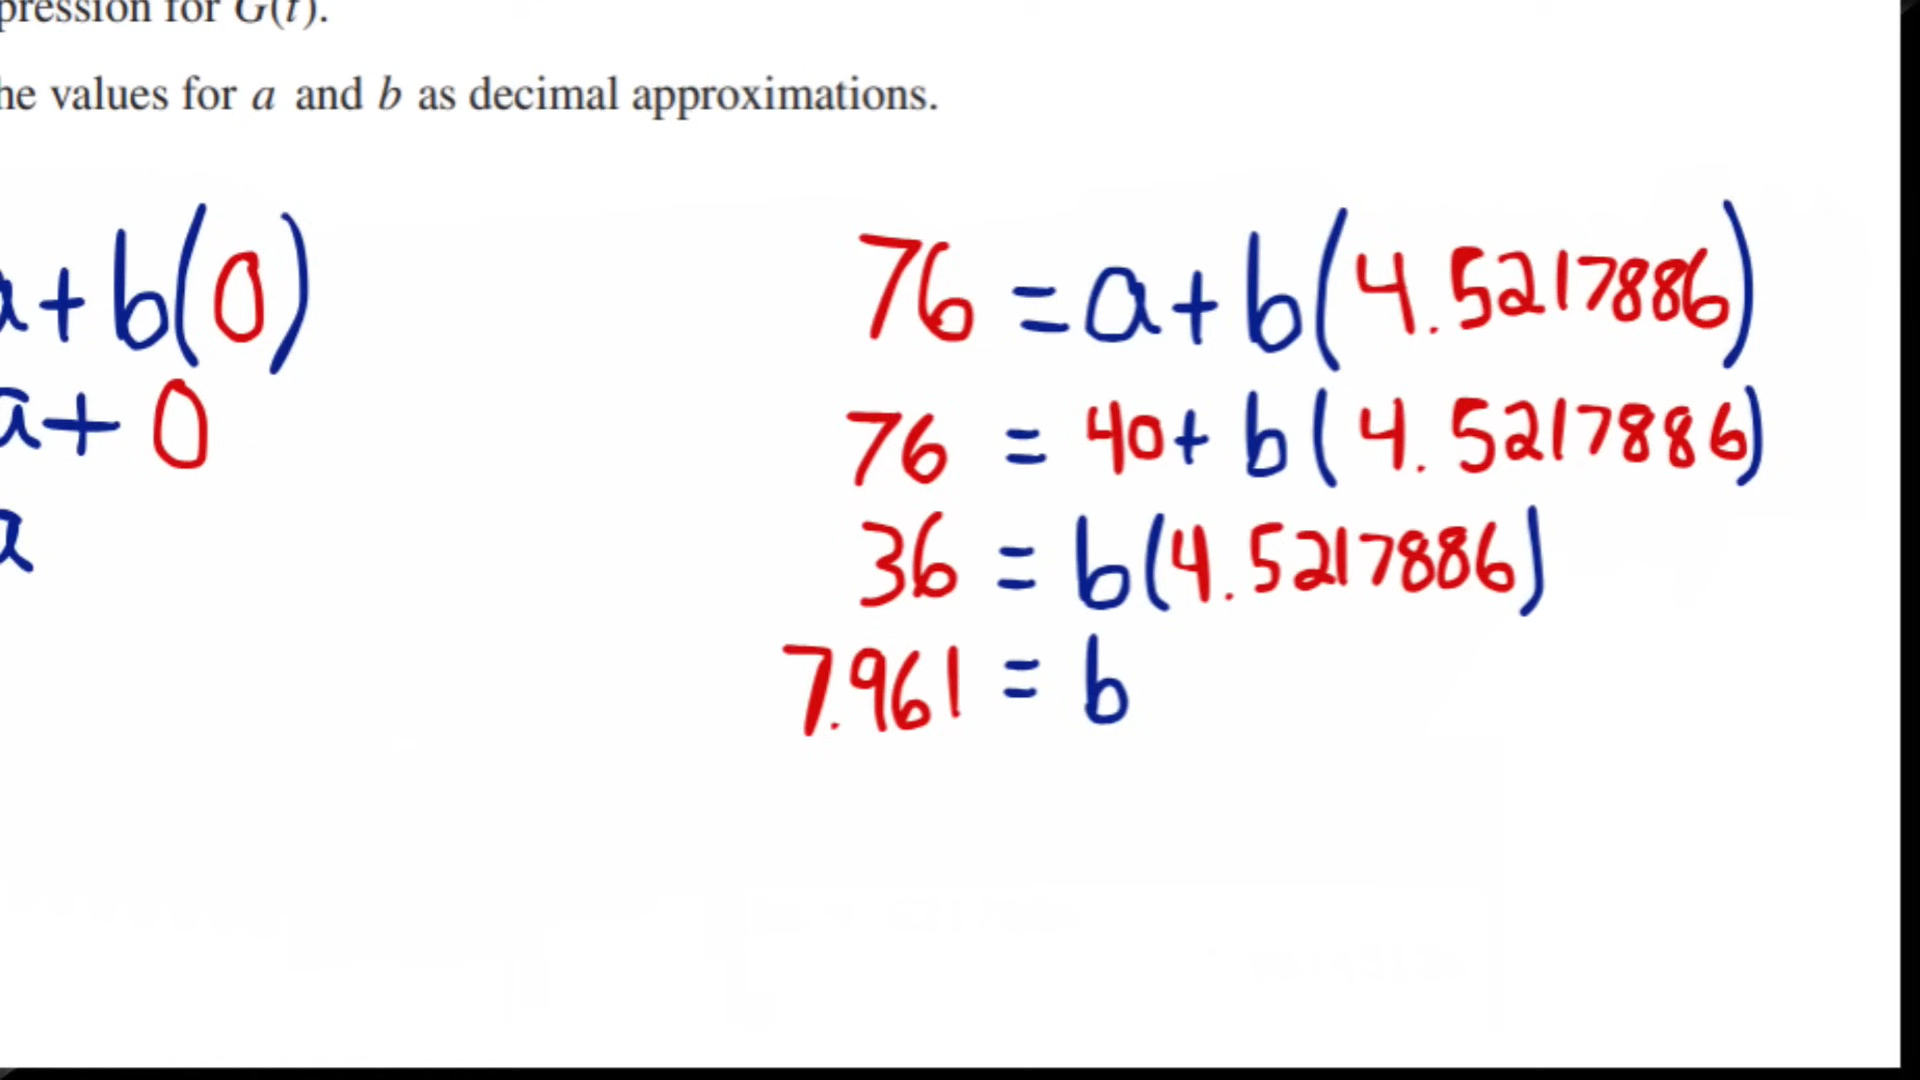 pression for G(t).
he values for a and b as decimal approximations.
a+b(0)
a+0
a
76 = a+b(4.5217886)
76 = 40+b(4.5217886)
36 = b(4.5217886)
7.961 = b